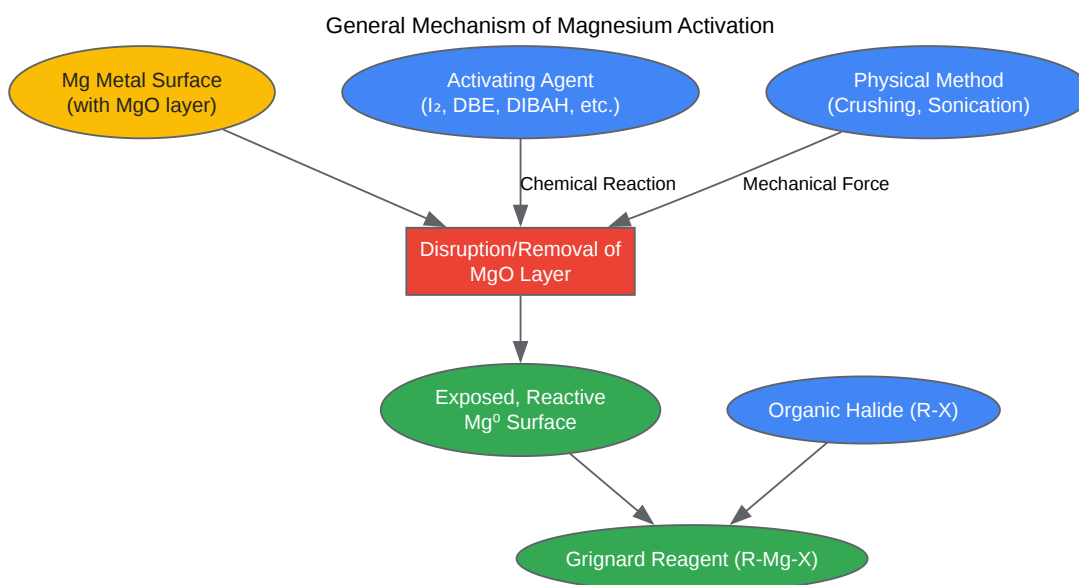 General Mechanism of Magnesium Activation
Mg Metal Surface
(with MgO layer)
Activating Agent
(I₂, DBE, DIBAH, etc.)
Physical Method
(Crushing, Sonication)
Chemical Reaction
Mechanical Force
Disruption/Removal of
MgO Layer
Exposed, Reactive
Mg⁰ Surface
Organic Halide (R-X)
Grignard Reagent (R-Mg-X)